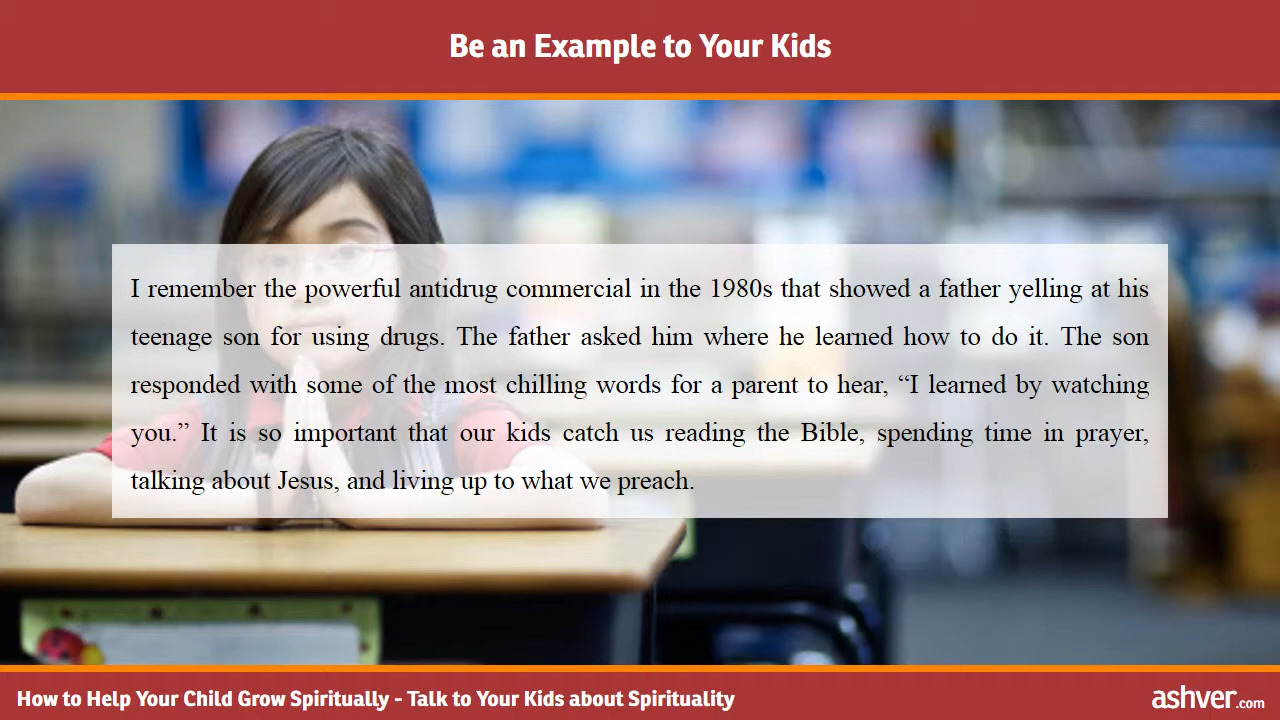 Be an Example to Your Kids
I remember the powerful antidrug commercial in the 1980s that showed a father yelling at his
teenage son for using drugs. The father asked him where he learned how to do it. The son
responded with some of the most chilling words for a parent to hear, “I learned by watching
you.” It is so important that our kids catch us reading the Bible, spending time in prayer,
talking about Jesus, and living up to what we preach.
How to Help Your Child Grow Spiritually - Talk to Your Kids about Spirituality
ashver.com